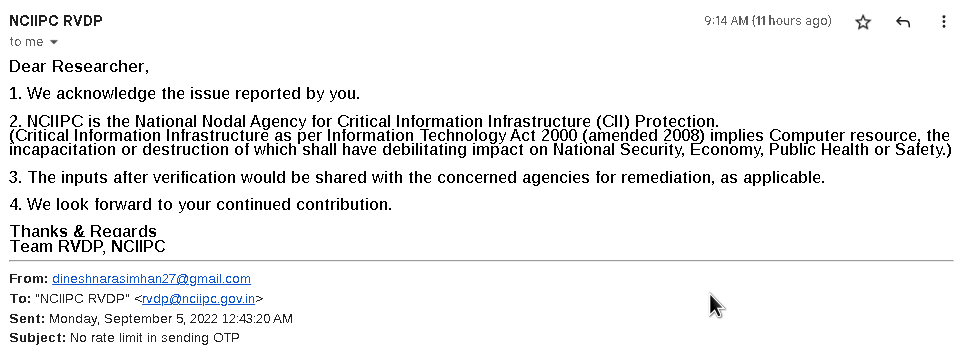 NCIIPC RVDP
9:14 AM (11 hours ago)
to me
Dear Researcher,
1. We acknowledge the issue reported by you.
2. NCIIPC is the National Nodal Agency for Critical Information Infrastructure (CII) Protection.
(Critical Information Infrastructure as per Information Technology Act 2000 (amended 2008) implies Computer resource, the
incapacitation or destruction of which shall have debilitating impact on National Security, Economy, Public Health or Safety.)
3. The inputs after verification would be shared with the concerned agencies for remediation, as applicable.
4. We look forward to your continued contribution.
Thanks & Regards
Team RVDP, NCIIPC
From: dineshnarasimhan27@gmail.com
To: "NCIIPC RVDP" <rvdp@nciipc.gov.in>
Sent: Monday, September 5, 2022 12:43:20 AM
Subject: No rate limit in sending OTP